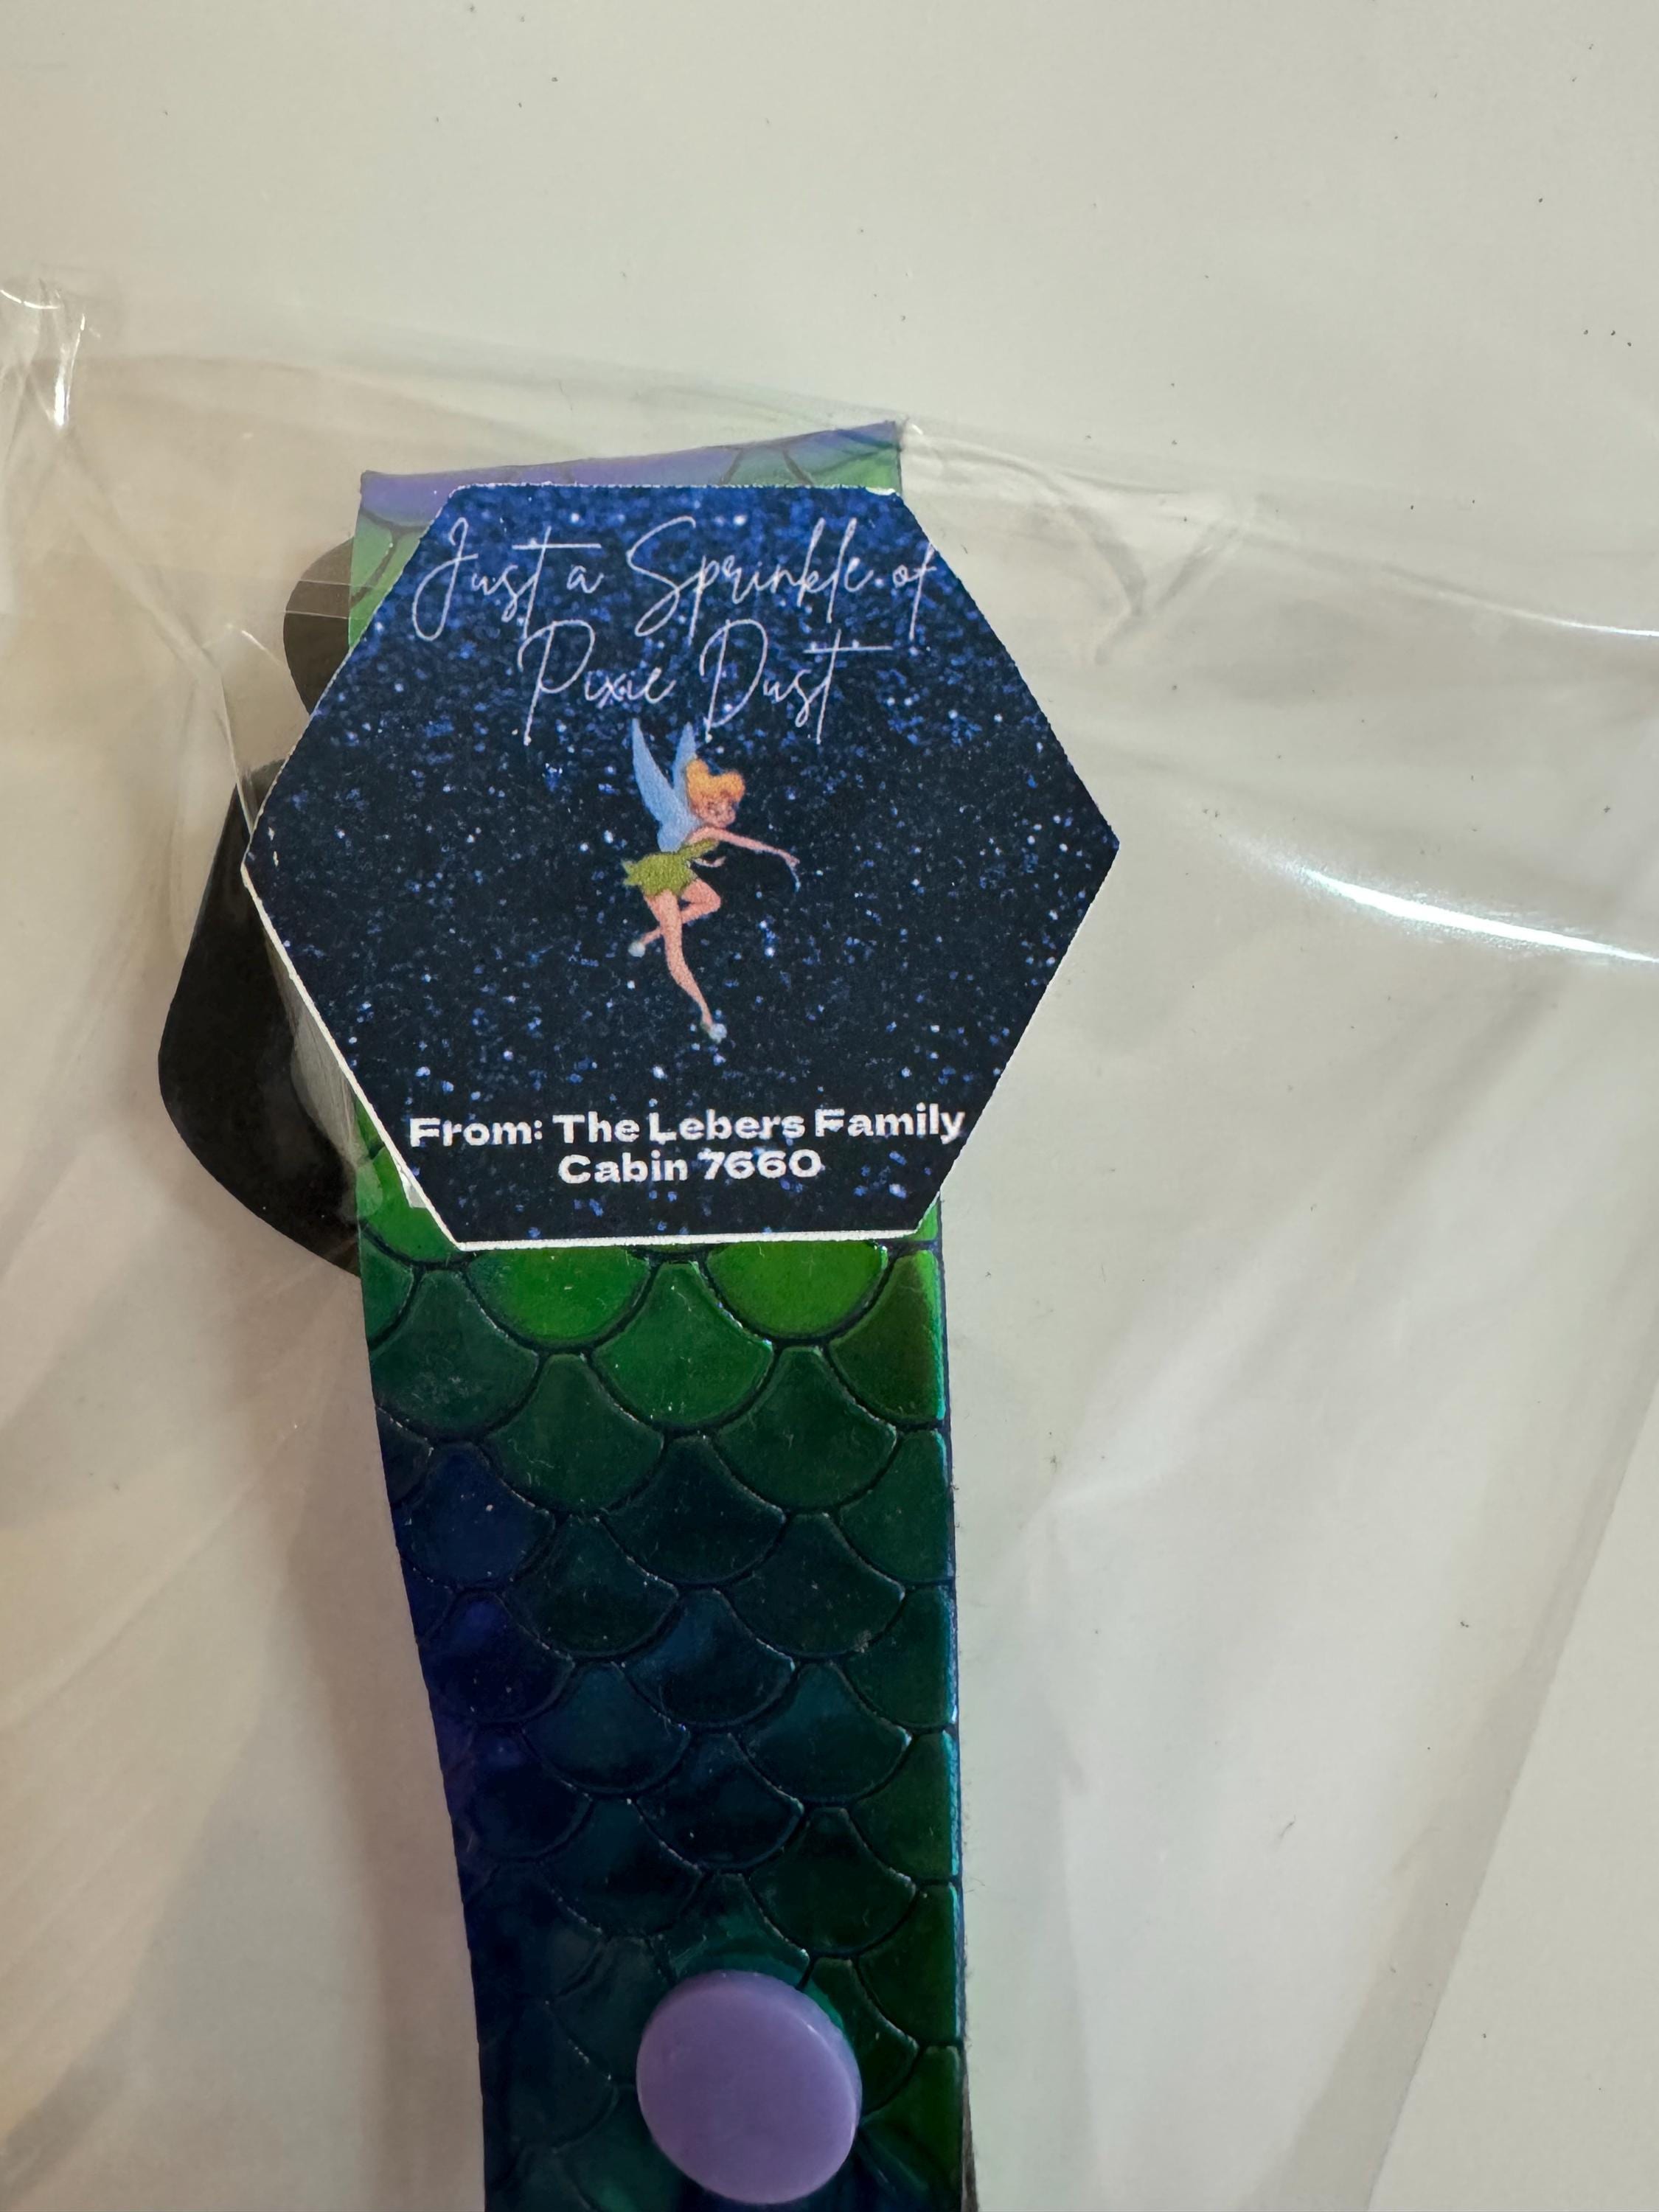 Just a Sprinkle of
Pixie Dust
From: The Lebers Family
Cabin 7660